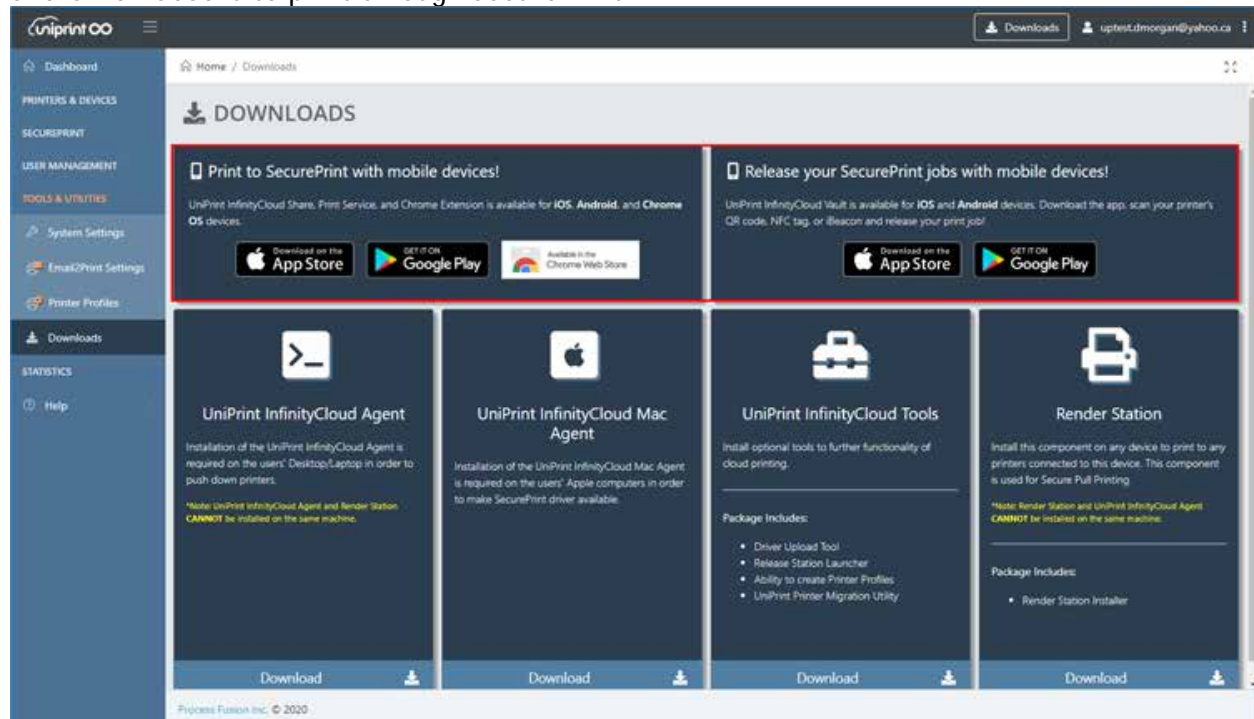 uniprint
Downloads
uptest.dmorgan@yahoo.ca
Dashboard
PRINTERS & DEVICES
SECUREPRINT
USER MANAGEMENT
TOOLS & UTILITIES
System Settings
Email2Print Settings
Printer Profiles
Downloads
STATISTICS
Help
Home / Downloads
DOWNLOADS
Print to SecurePrint with mobile devices!
UniPrint InfinityCloud Share, Print Service, and Chrome Extension is available for iOS, Android, and Chrome
OS devices.
Download on the
App Store
GET IT ON
Google Play
Available in the
Chrome Web Store
Release your SecurePrint jobs with mobile devices!
UniPrint InfinityCloud Vault is available for iOS and Android devices. Download the app, scan your printer's
QR code, NFC tag, or iBeacon and release your print job!
Download on the
App Store
GET IT ON
Google Play
UniPrint InfinityCloud Agent
Installation of the UniPrint InfinityCloud Agent is
required on the users' Desktop/Laptop in order to
push down printers.
*Note: UniPrint InfinityCloud Agent and Render Station
CANNOT be installed on the same machine.
Download
UniPrint InfinityCloud Mac
Agent
Installation of the UniPrint InfinityCloud Mac Agent
is required on the users' Apple computers in order
to make SecurePrint driver available.
Download
UniPrint InfinityCloud Tools
Install optional tools to further functionality of
cloud printing.
Package Includes:
• Driver Upload Tool
• Release Station Launcher
• Ability to create Printer Profiles
• UniPrint Printer Migration Utility
Download
Render Station
Install this component on any device to print to any
printers connected to this device. This component
is used for Secure Pull Printing
*Note: Render Station and UniPrint InfinityCloud Agent
CANNOT be installed on the same machine.
Package Includes:
• Render Station Installer
Download
Process Fusion Inc. © 2020